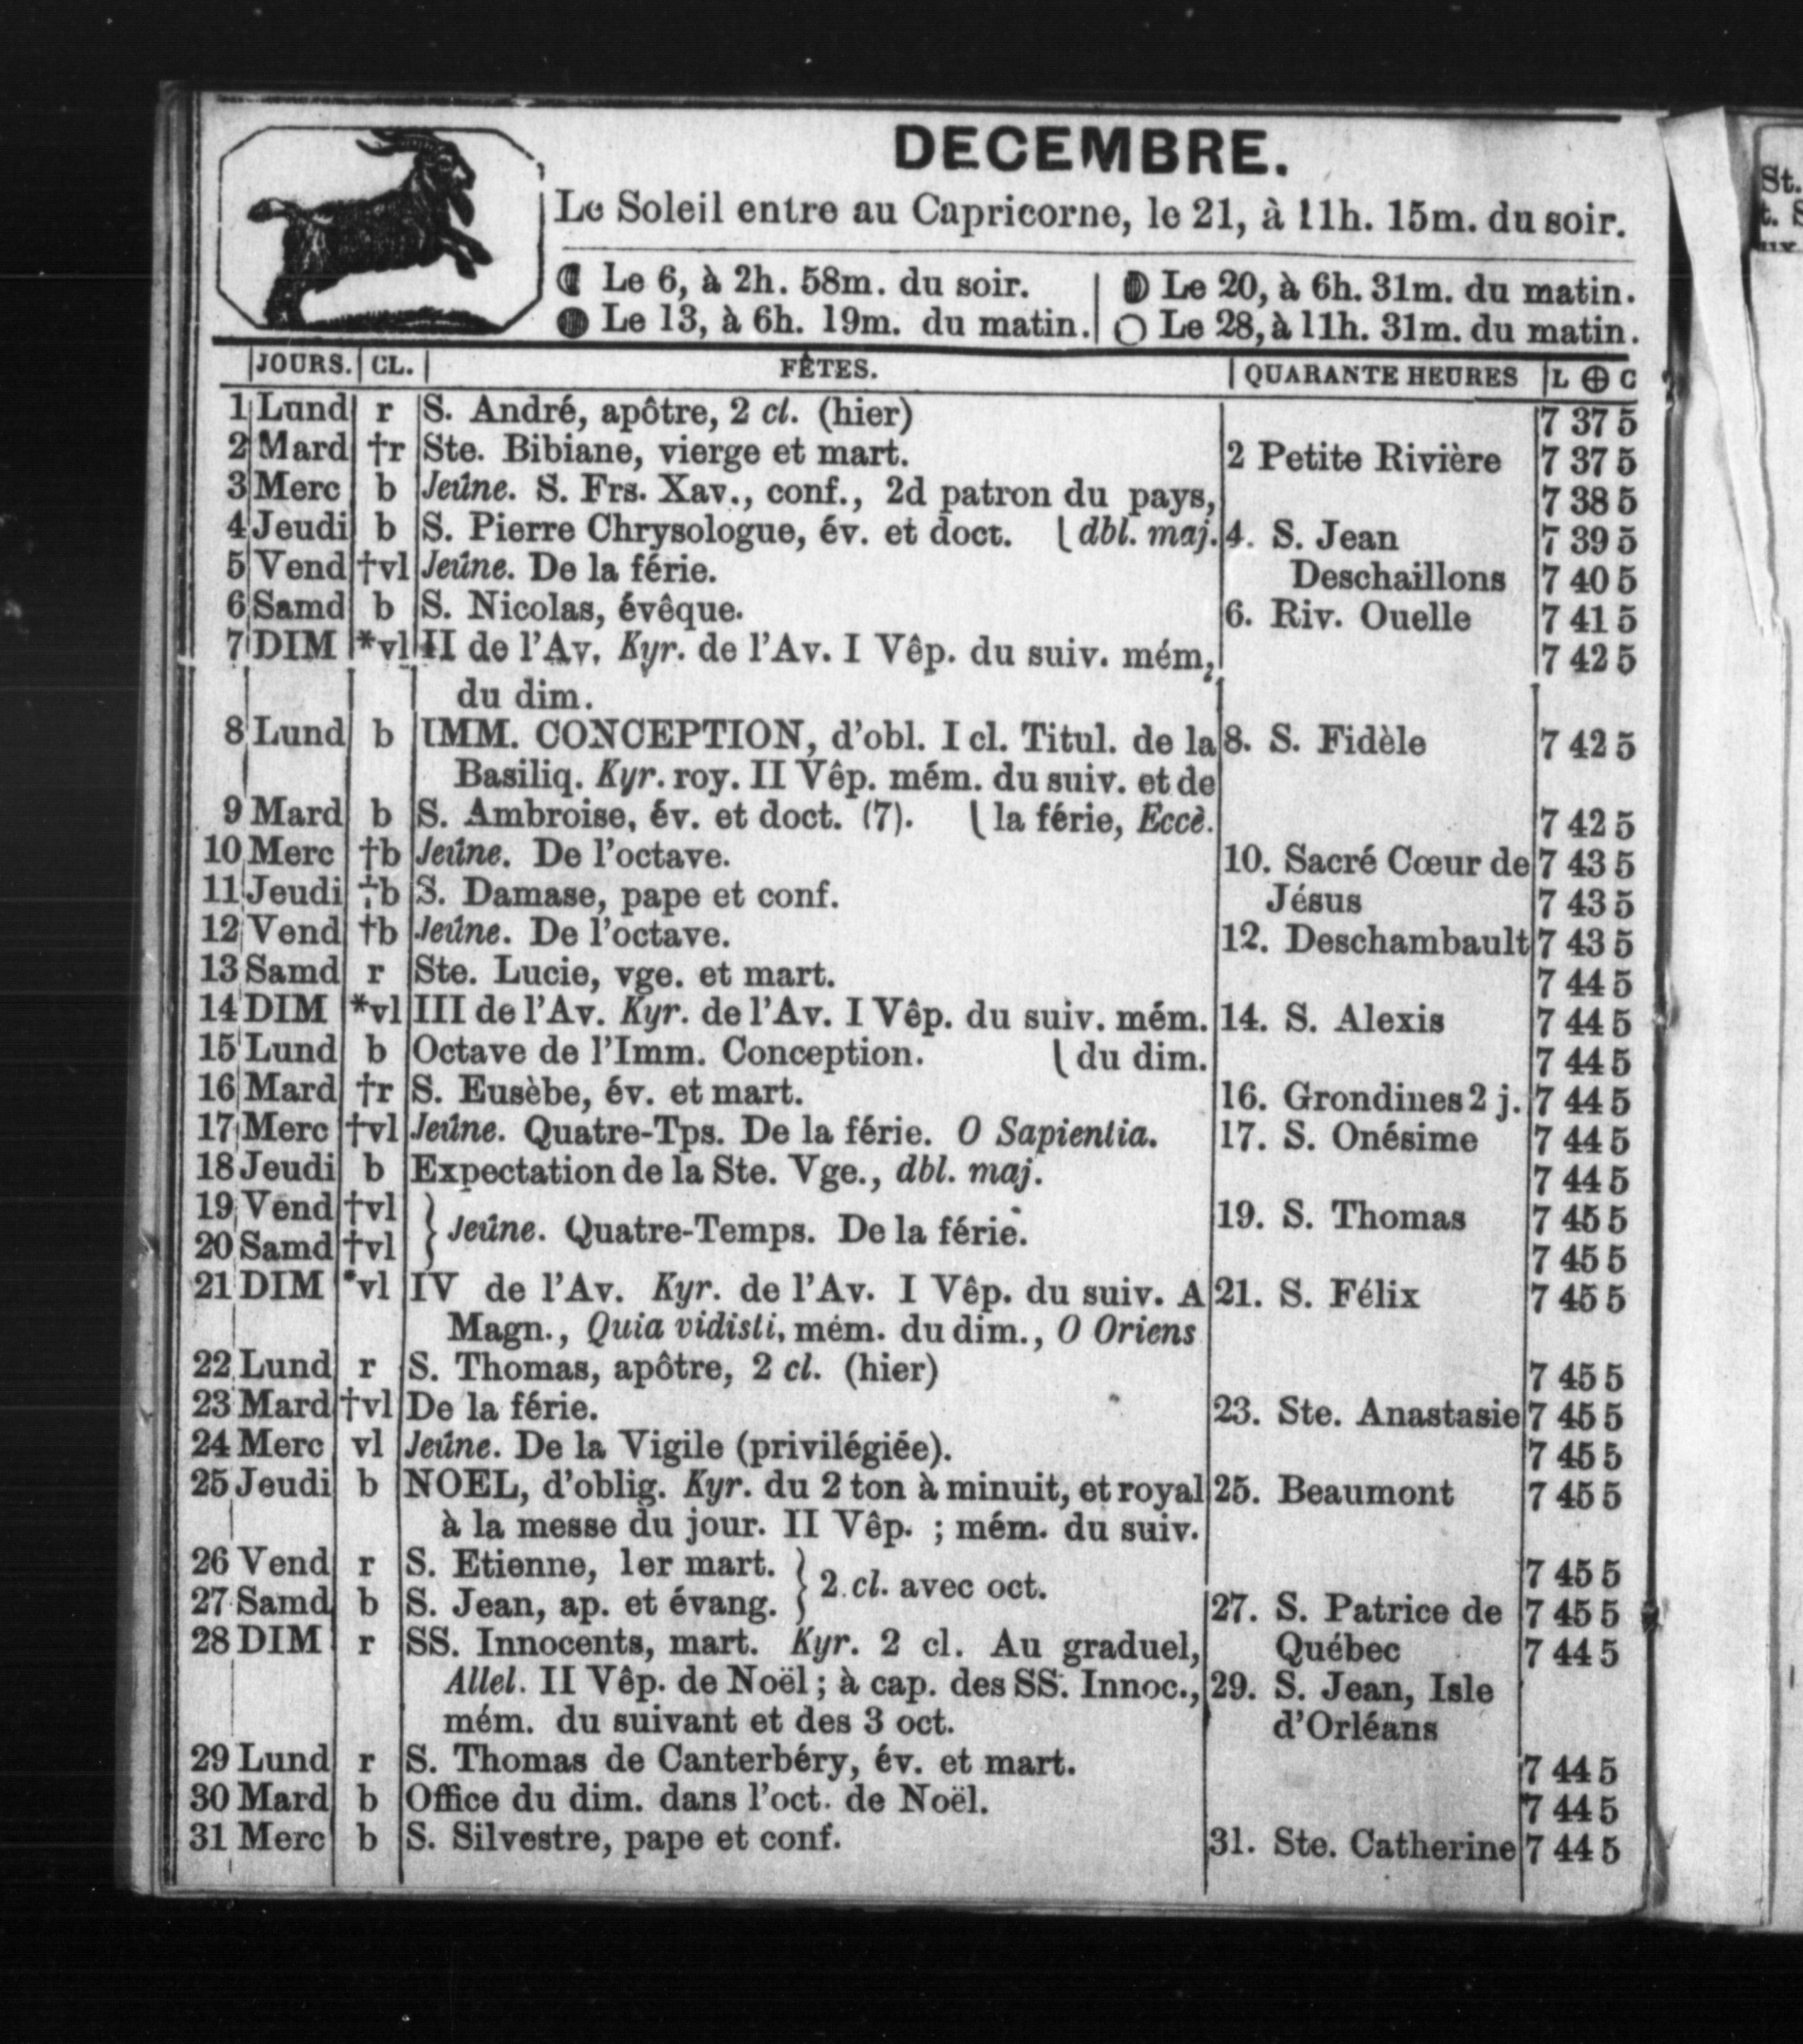 DECEMBRE.
Le Soleil entre au Capricorne, le 21, à 11h. 15m. du soir.
Le 6, à 2h. 58m. du soir. Le 20, à 6h. 31m. du matin.
Le 13, à 6h. 19m. du matin. Le 28, à 11h. 31m. du matin.
JOURS. CL. FÊTES. QUARANTE HEURES L ⊕ C
1 Lund r S. André, apôtre, 2 cl. (hier) 7 37 5
2 Mard †r Ste. Bibiane, vierge et mart. 2 Petite Rivière 7 37 5
3 Merc b Jeûne. S. Frs. Xav., conf., 2d patron du pays, 7 38 5
4 Jeudi b S. Pierre Chrysologue, év. et doct. ⎩dbl. maj. 4. S. Jean 7 39 5
5 Vend †vl Jeûne. De la férie. Deschaillons 7 40 5
6 Samd b S. Nicolas, évêque. 6. Riv. Ouelle 7 41 5
7 DIM *vl II de l'Av. Kyr. de l'Av. I Vêp. du suiv. mém, 7 42 5
du dim.
8 Lund b IMM. CONCEPTION, d'obl. I cl. Titul. de la 8. S. Fidèle 7 42 5
Basiliq. Kyr. roy. II Vêp. mém. du suiv. et de
9 Mard b S. Ambroise, év. et doct. (7). ⎩la férie, Eccè. 7 42 5
10 Merc †b Jeûne. De l'octave. 10. Sacré Cœur de 7 43 5
11 Jeudi †b S. Damase, pape et conf. Jésus 7 43 5
12 Vend †b Jeûne. De l'octave. 12. Deschambault 7 43 5
13 Samd r Ste. Lucie, vge. et mart. 7 44 5
14 DIM *vl III de l'Av. Kyr. de l'Av. I Vêp. du suiv. mém. 14. S. Alexis 7 44 5
15 Lund b Octave de l'Imm. Conception. ⎩du dim. 7 44 5
16 Mard †r S. Eusèbe, év. et mart. 16. Grondines 2 j. 7 44 5
17 Merc †vl Jeûne. Quatre-Tps. De la férie. O Sapientia. 17. S. Onésime 7 44 5
18 Jeudi b Expectation de la Ste. Vge., dbl. maj. 7 44 5
19 Vend †vl } Jeûne. Quatre-Temps. De la férie. 19. S. Thomas 7 45 5
20 Samd †vl 7 45 5
21 DIM *vl IV de l'Av. Kyr. de l'Av. I Vêp. du suiv. A 21. S. Félix 7 45 5
Magn., Quia vidisti, mém. du dim., O Oriens
22 Lund r S. Thomas, apôtre, 2 cl. (hier) 7 45 5
23 Mard †vl De la férie. 23. Ste. Anastasie 7 45 5
24 Merc vl Jeûne. De la Vigile (privilégiée). 7 45 5
25 Jeudi b NOEL, d'oblig. Kyr. du 2 ton à minuit, et royal 25. Beaumont 7 45 5
à la messe du jour. II Vêp. ; mém. du suiv.
26 Vend r S. Etienne, 1er mart. } 2 cl. avec oct. 7 45 5
27 Samd b S. Jean, ap. et évang. 27. S. Patrice de 7 45 5
28 DIM r SS. Innocents, mart. Kyr. 2 cl. Au graduel, Québec 7 44 5
Allel. II Vêp. de Noël ; à cap. des SS. Innoc., 29. S. Jean, Isle
mém. du suivant et des 3 oct. d'Orléans
29 Lund r S. Thomas de Canterbéry, év. et mart. 7 44 5
30 Mard b Office du dim. dans l'oct. de Noël. 7 44 5
31 Merc b S. Silvestre, pape et conf. 31. Ste. Catherine 7 44 5
St.